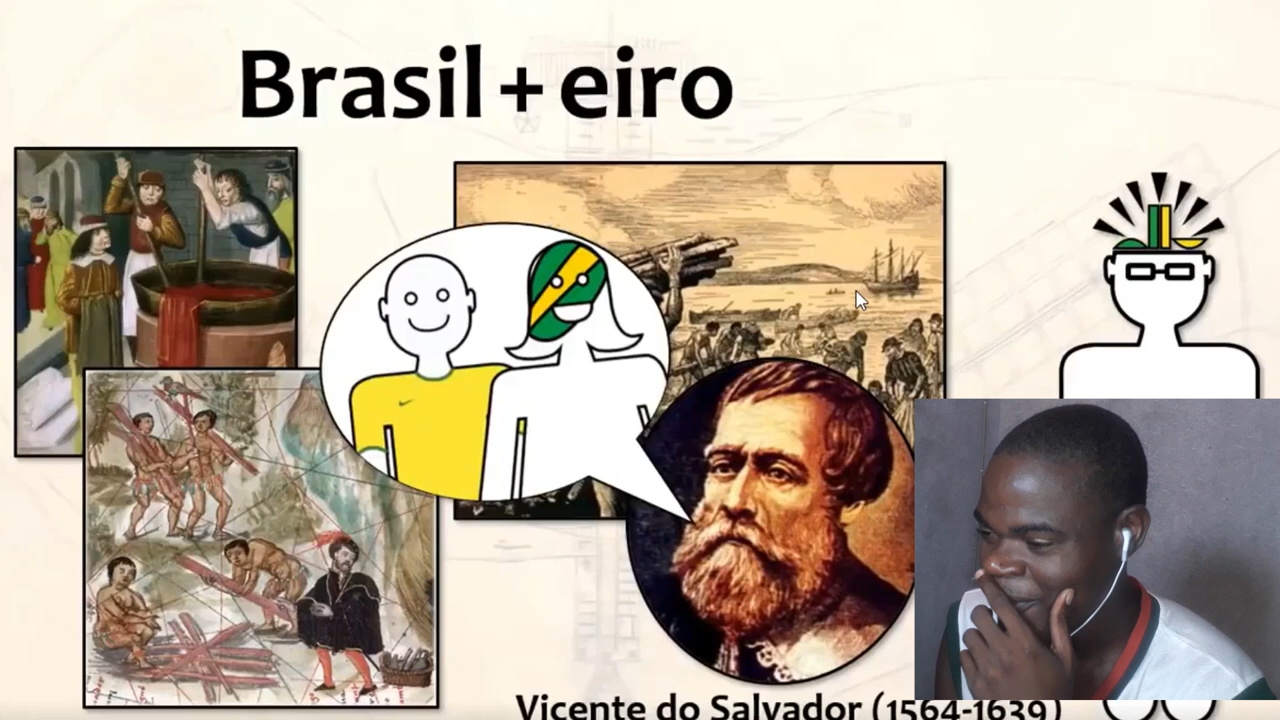 Brasil + eiro
Vicente do Salvador (1564-1639)